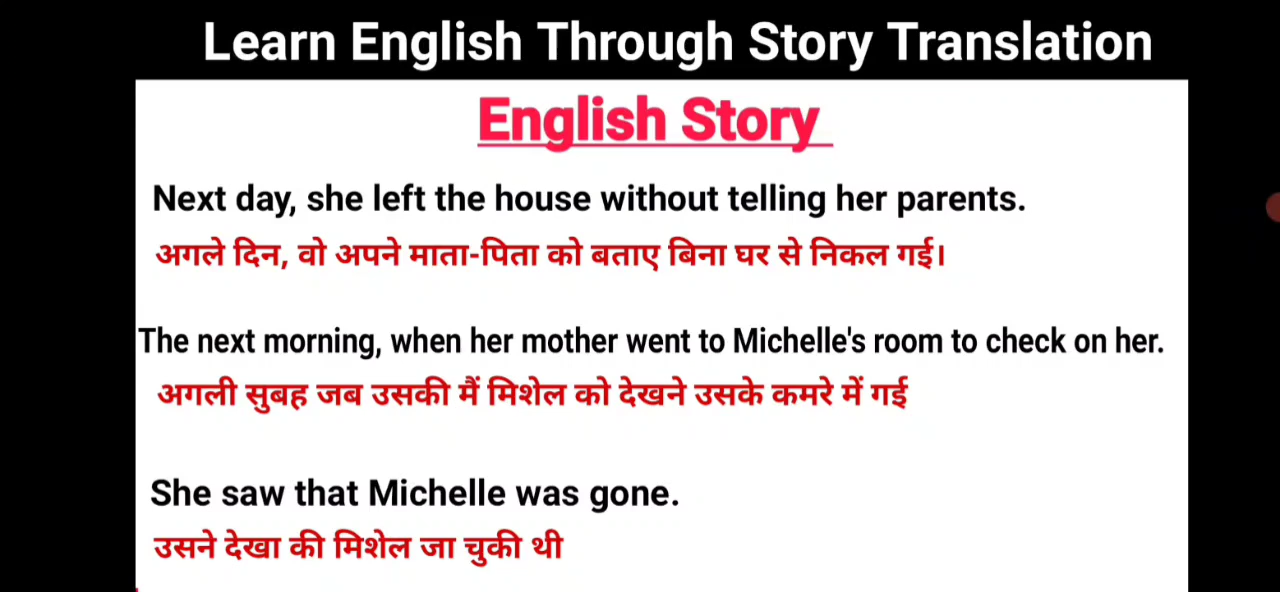 Learn English Through Story Translation
English Story
Next day, she left the house without telling her parents.
अगले दिन, वो अपने माता-पिता को बताए बिना घर से निकल गई।
The next morning, when her mother went to Michelle's room to check on her.
अगली सुबह जब उसकी मैं मिशेल को देखने उसके कमरे में गई
She saw that Michelle was gone.
उसने देखा की मिशेल जा चुकी थी